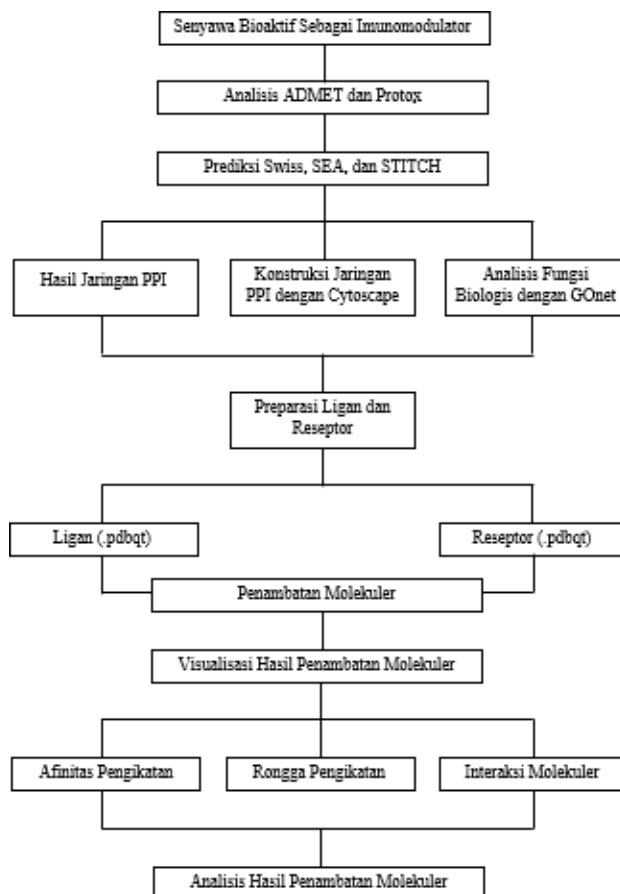 Senyawa Bioaktif Sebagai Imunomodulator
Analisis ADMET dan Protox
Prediksi Swiss, SEA, dan STITCH
Hasil Jaringan PPI
Konstruksi Jaringan
PPI dengan Cytoscape
Analisis Fungsi
Biologis dengan GOnet
Preparasi Ligan dan
Reseptor
Ligan (.pdbqt)
Reseptor (.pdbqt)
Penambatan Molekuler
Visualisasi Hasil Penambatan Molekuler
Afinitas Pengikatan
Rongga Pengikatan
Interaksi Molekuler
Analisis Hasil Penambatan Molekuler